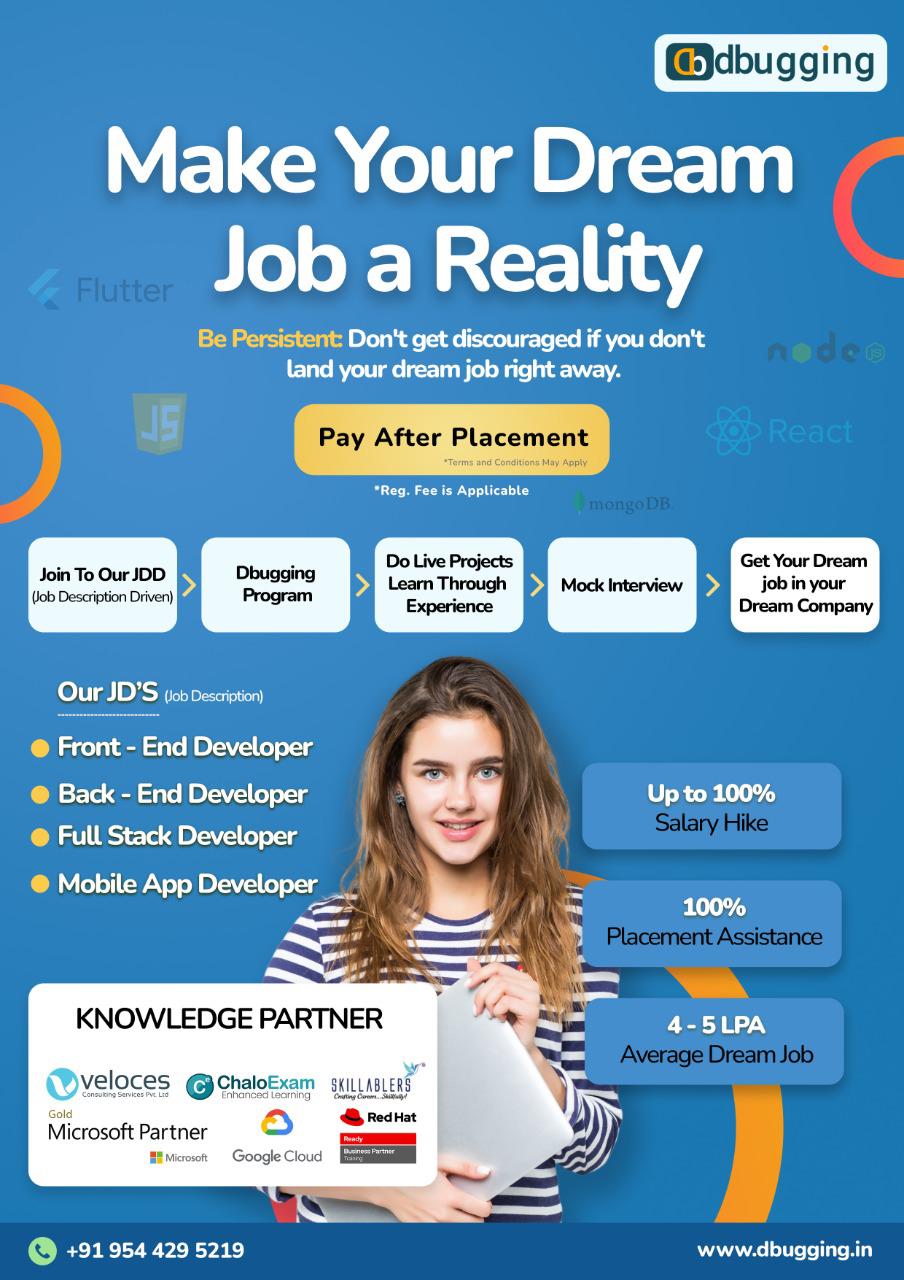 dbugging
Make Your Dream
Job a Reality
Flutter
Be Persistent: Don't get discouraged if you don't
land your dream job right away.
node
JS
JS
React
Pay After Placement
*Terms and Conditions May Apply
*Reg. Fee is Applicable
mongoDB.
Join To Our JDD
(Job Description Driven)
Dbugging
Program
Do Live Projects
Learn Through
Experience
Mock Interview
Get Your Dream
job in your
Dream Company
Our JD'S (Job Description)
Front - End Developer
Back - End Developer
Full Stack Developer
Mobile App Developer
Up to 100%
Salary Hike
100%
Placement Assistance
4 - 5 LPA
Average Dream Job
KNOWLEDGE PARTNER
veloces
Consulting Services Pvt. Ltd
ChaloExam
Enhanced Learning
SKILLABLERS
Crafting Careers...Skillfully!
Gold
Microsoft Partner
Microsoft
Google Cloud
Red Hat
Ready
Business Partner
Training
+91 954 429 5219
www.dbugging.in